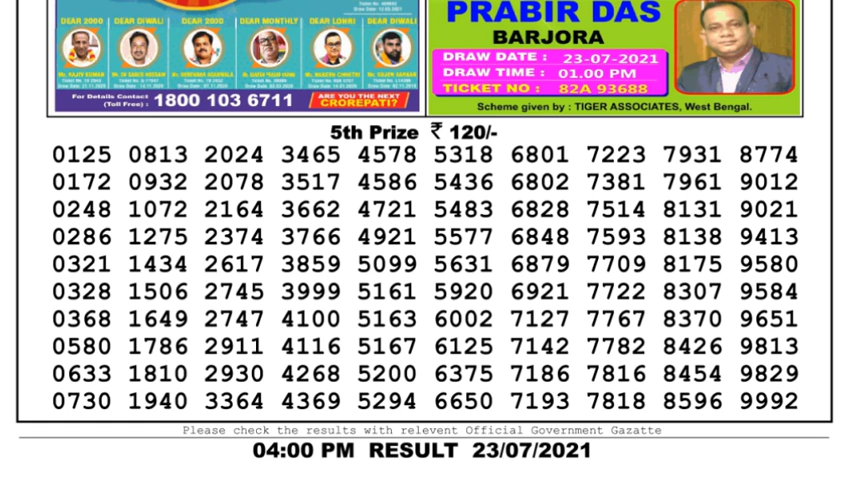 DEAR 2000 DEAR DIWALI DEAR 2000 DEAR MONTHLY DEAR LOHRI DEAR DIWALI
For Details Contact
(Toll Free) : 1800 103 6711
ARE YOU THE NEXT
CROREPATI?
PRABIR DAS
BARJORA
DRAW DATE : 23-07-2021
DRAW TIME : 01.00 PM
TICKET NO : 82A 93688
Scheme given by : TIGER ASSOCIATES, West Bengal.
5th Prize ₹ 120/-
0125 0813 2024 3465 4578 5318 6801 7223 7931 8774
0172 0932 2078 3517 4586 5436 6802 7381 7961 9012
0248 1072 2164 3662 4721 5483 6828 7514 8131 9021
0286 1275 2374 3766 4921 5577 6848 7593 8138 9413
0321 1434 2617 3859 5099 5631 6879 7709 8175 9580
0328 1506 2745 3999 5161 5920 6921 7722 8307 9584
0368 1649 2747 4100 5163 6002 7127 7767 8370 9651
0580 1786 2911 4116 5167 6125 7142 7782 8426 9813
0633 1810 2930 4268 5200 6375 7186 7816 8454 9829
0730 1940 3364 4369 5294 6650 7193 7818 8596 9992
Please check the results with relevent Official Government Gazatte
04:00 PM RESULT 23/07/2021